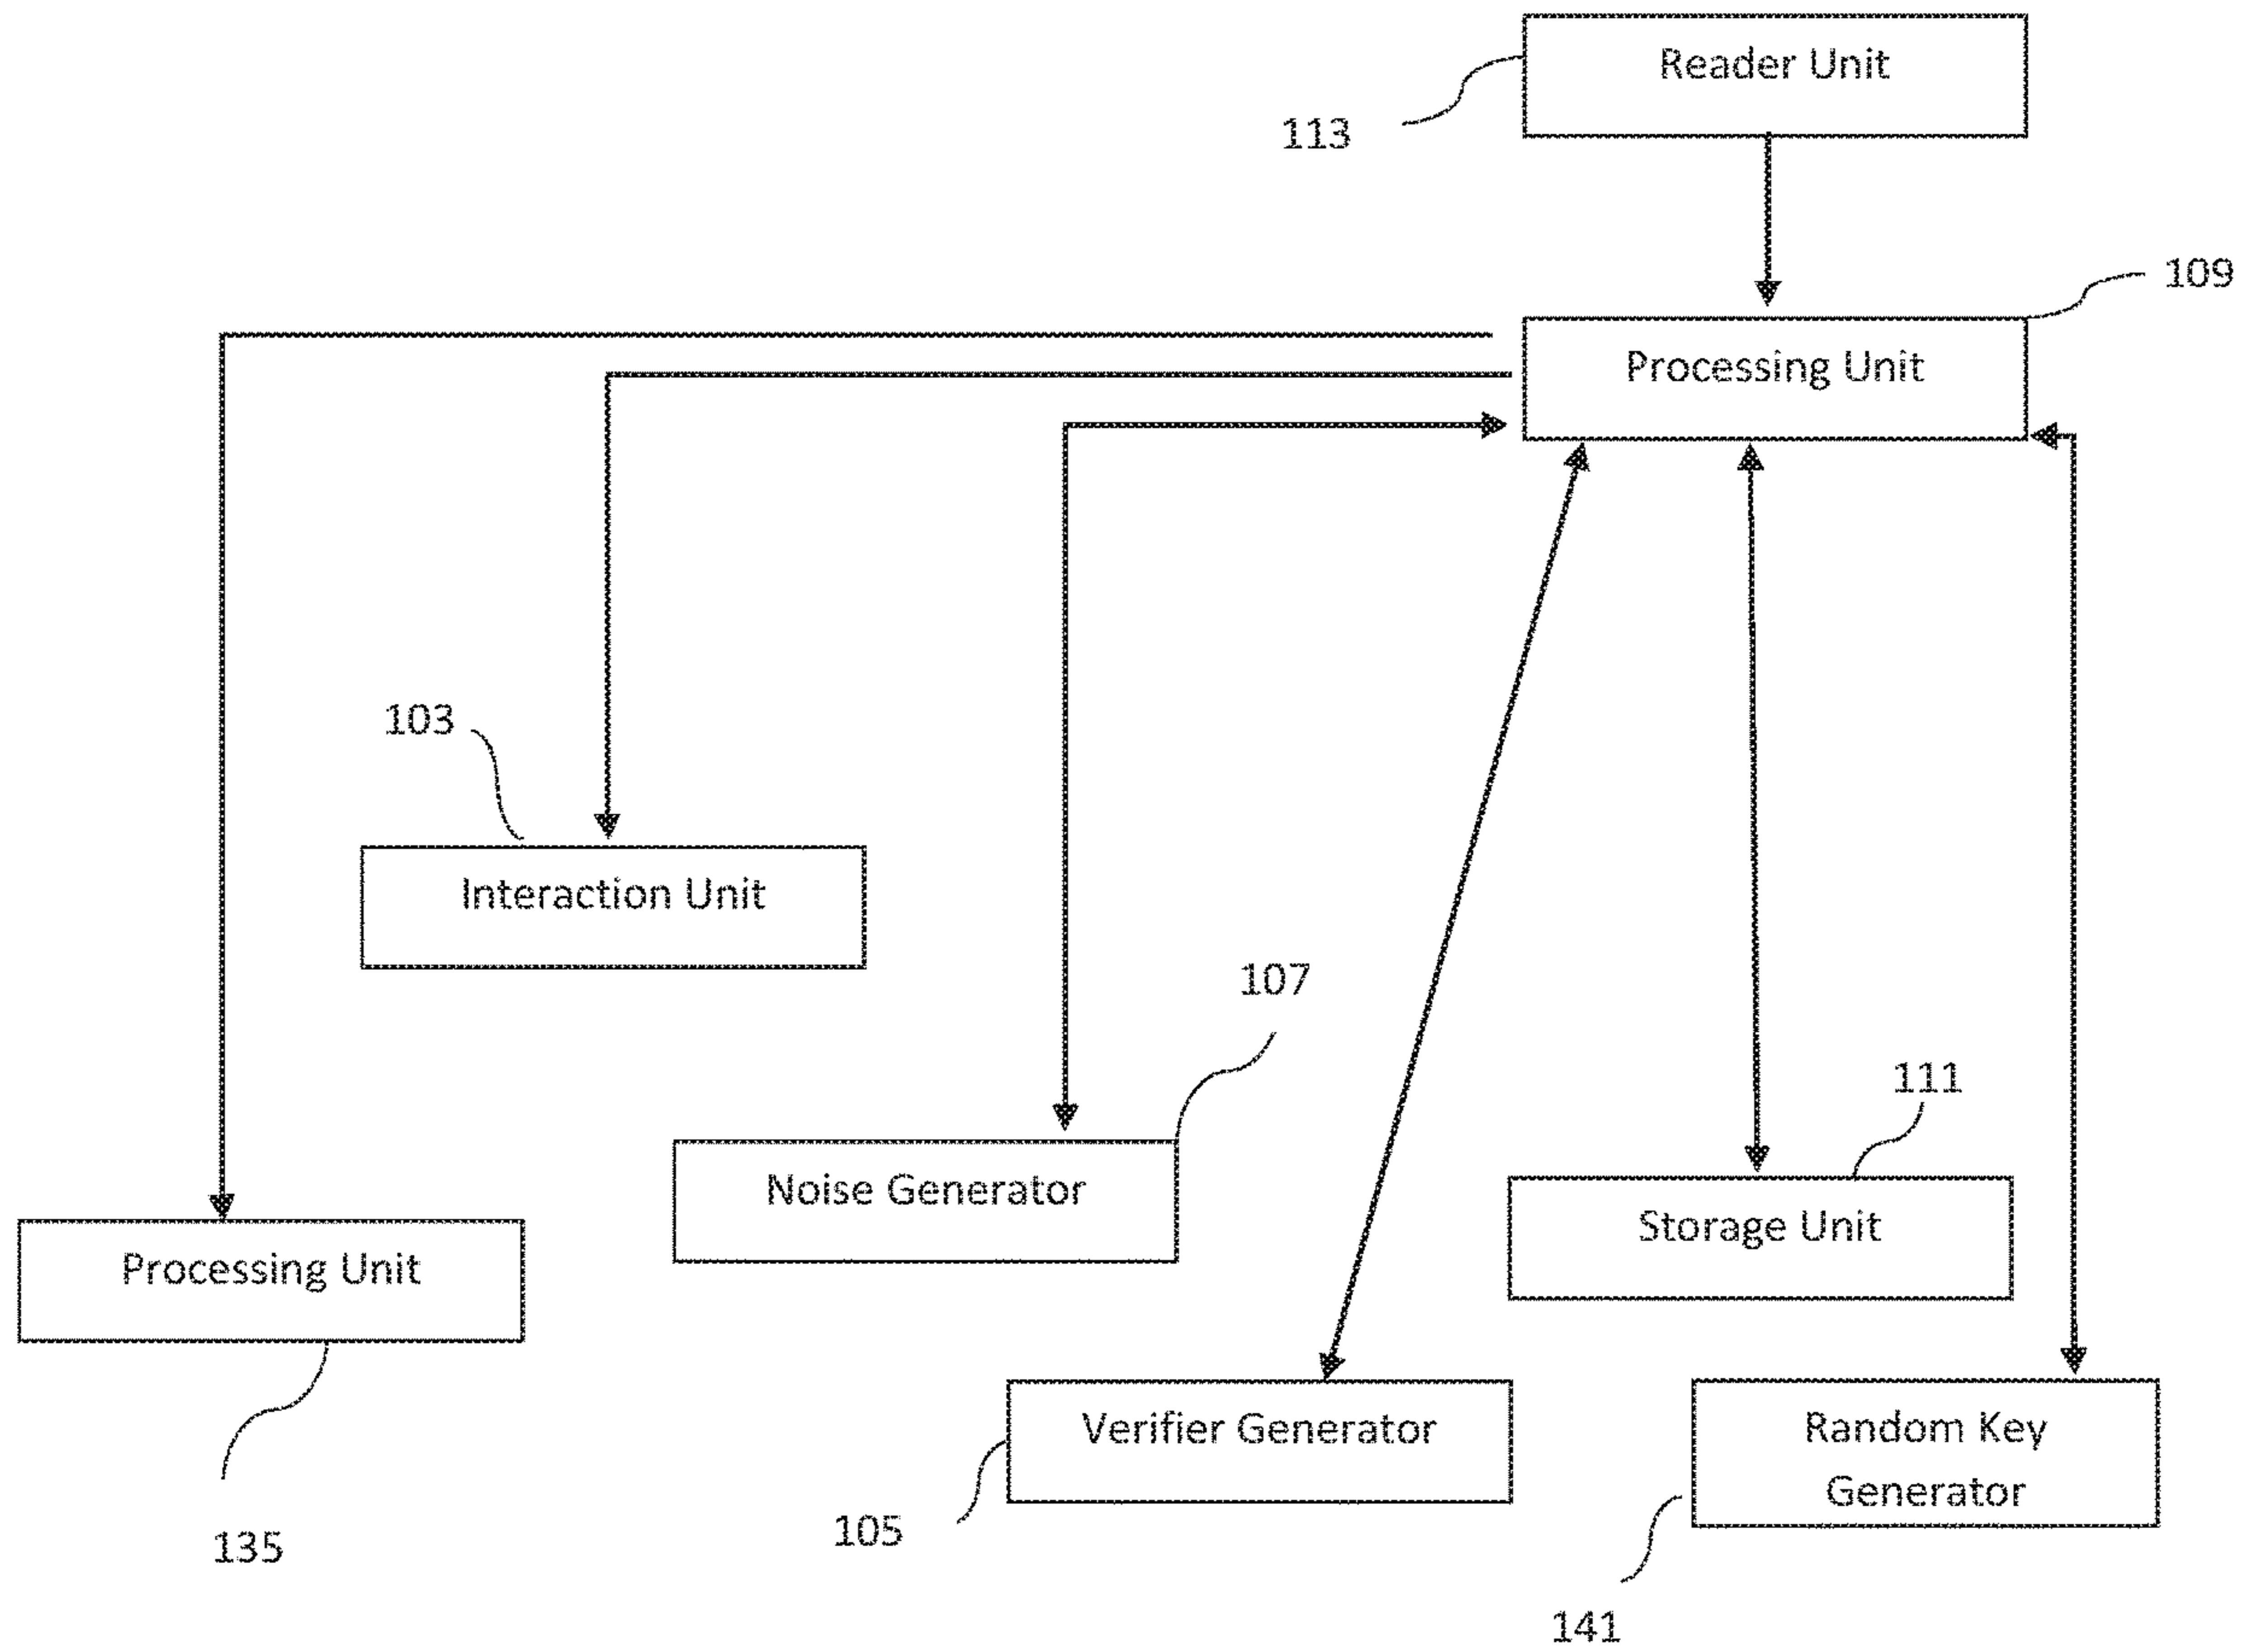 Reader Unit
113
109
Processing Unit
103
Interaction Unit
107
111
Noise Generator
Storage Unit
Processing Unit
Verifier Generator
Random Key
Generator
105
135
141